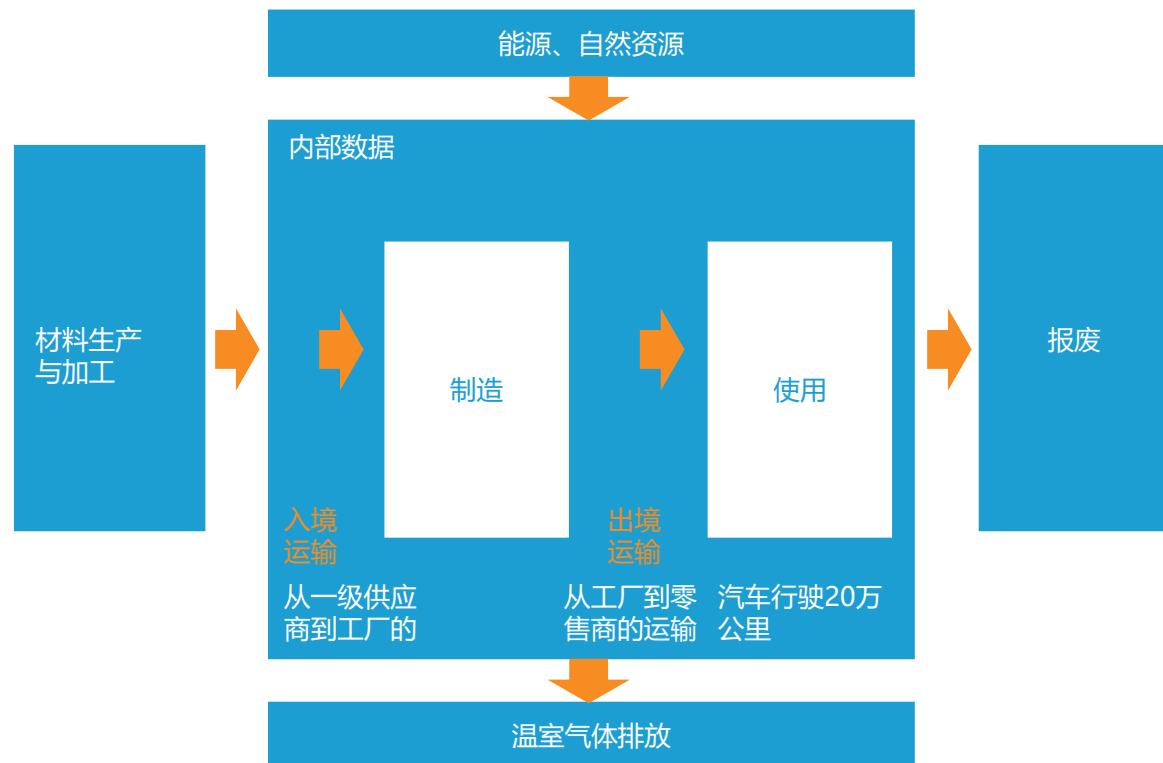 能源、自然资源
内部数据
材料生产
与加工
制造
使用
报废
入境
运输
出境
运输
从一级供应
商到工厂的
从工厂到零
售商的运输
汽车行驶20万
公里
温室气体排放